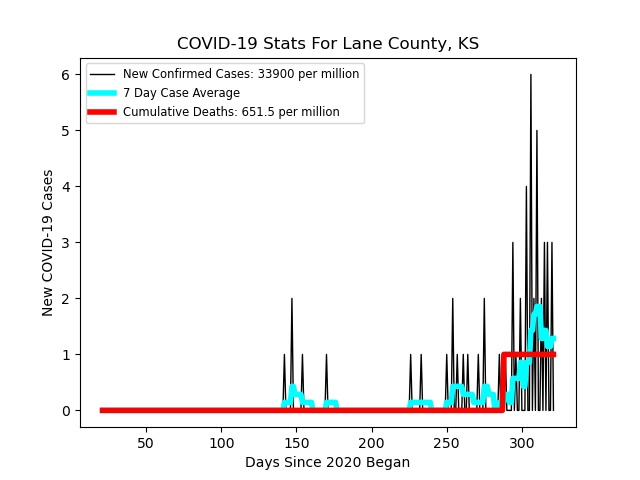 COVID-19 Stats For Lane County, KS
New Confirmed Cases: 33900 per million
7 Day Case Average
Cumulative Deaths: 651.5 per million
New COVID-19 Cases
6
5
4
3
2
1
0
50 100 150 200 250 300
Days Since 2020 Began